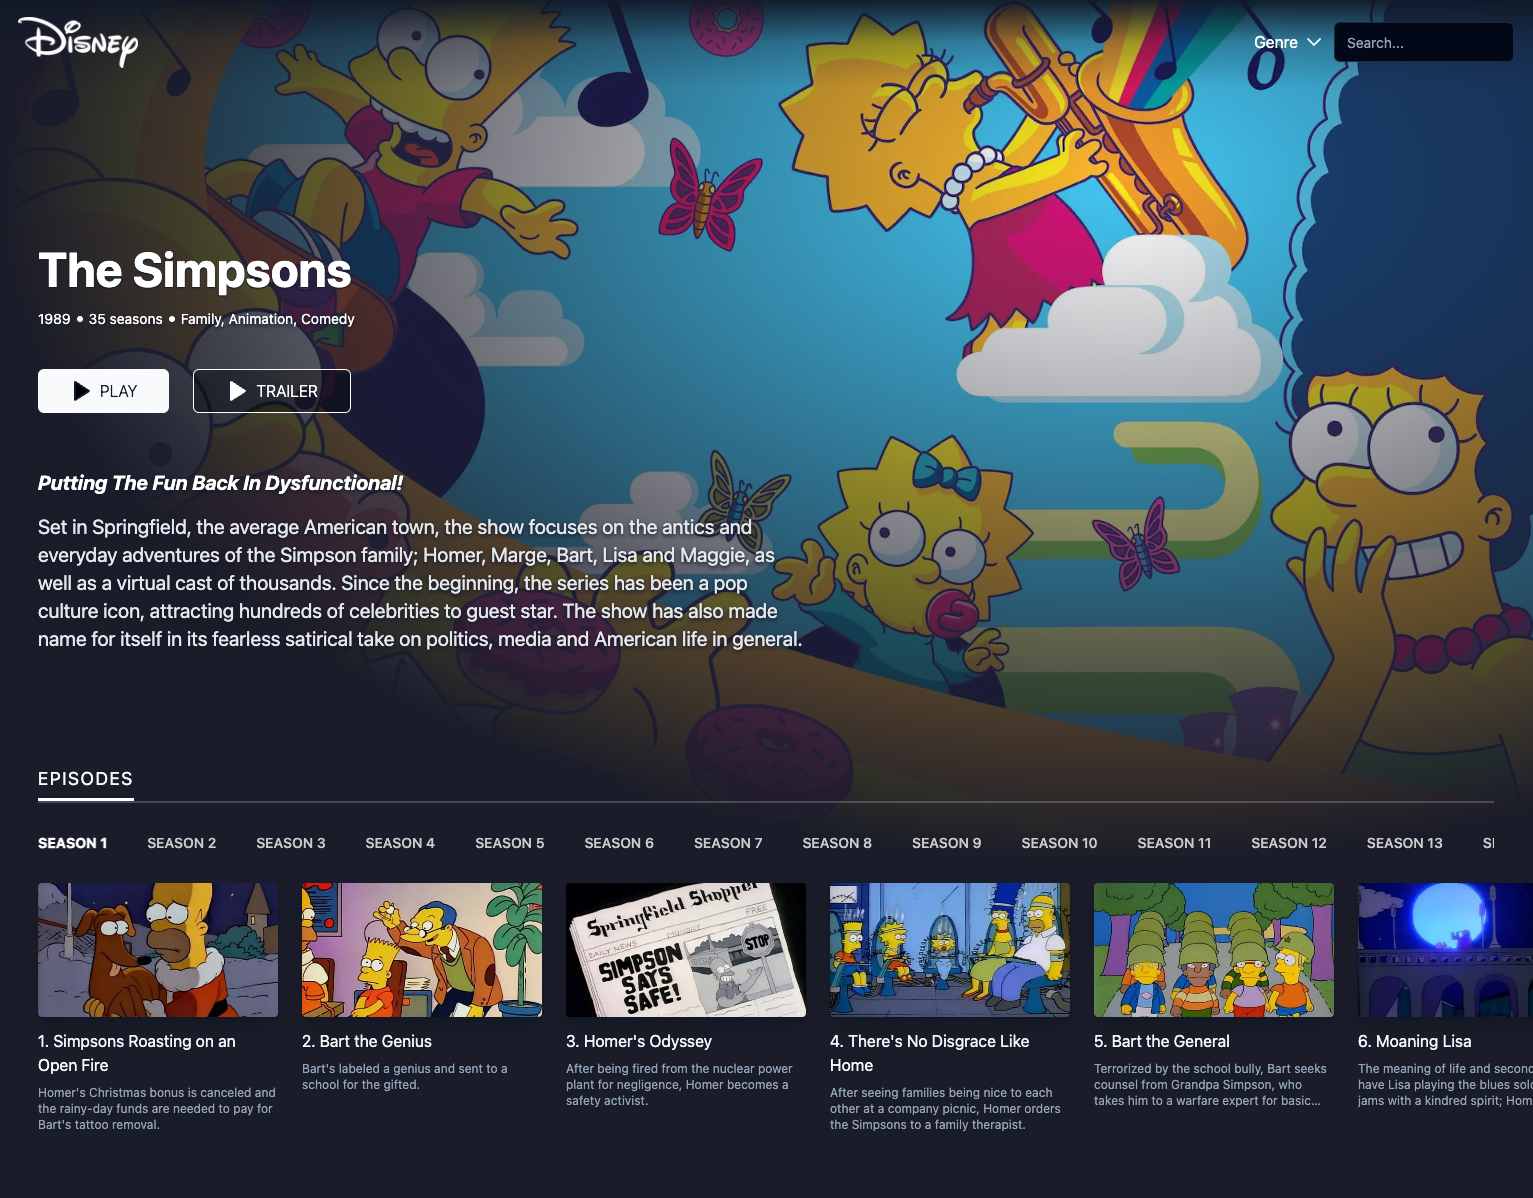 Disney
Genre
Search...
The Simpsons
1989 • 35 seasons • Family, Animation, Comedy
PLAY
TRAILER
Putting The Fun Back In Dysfunctional!
Set in Springfield, the average American town, the show focuses on the antics and
everyday adventures of the Simpson family; Homer, Marge, Bart, Lisa and Maggie, as
well as a virtual cast of thousands. Since the beginning, the series has been a pop
culture icon, attracting hundreds of celebrities to guest star. The show has also made
name for itself in its fearless satirical take on politics, media and American life in general.
EPISODES
SEASON 1 SEASON 2 SEASON 3 SEASON 4 SEASON 5 SEASON 6 SEASON 7 SEASON 8 SEASON 9 SEASON 10 SEASON 11 SEASON 12 SEASON 13
Springfield Shopper
FREE
MONDAY
DAILY NEWS
SIMPSON
SAYS
SAFE!
STOP
1. Simpsons Roasting on an
Open Fire
Homer's Christmas bonus is canceled and
the rainy-day funds are needed to pay for
Bart's tattoo removal.
2. Bart the Genius
Bart's labeled a genius and sent to a
school for the gifted.
3. Homer's Odyssey
After being fired from the nuclear power
plant for negligence, Homer becomes a
safety activist.
4. There's No Disgrace Like
Home
After seeing families being nice to each
other at a company picnic, Homer orders
the Simpsons to a family therapist.
5. Bart the General
Terrorized by the school bully, Bart seeks
counsel from Grandpa Simpson, who
takes him to a warfare expert for basic...
6. Moaning Lisa
The meaning of life and
have Lisa playing the blues
jams with a kindred spirit;